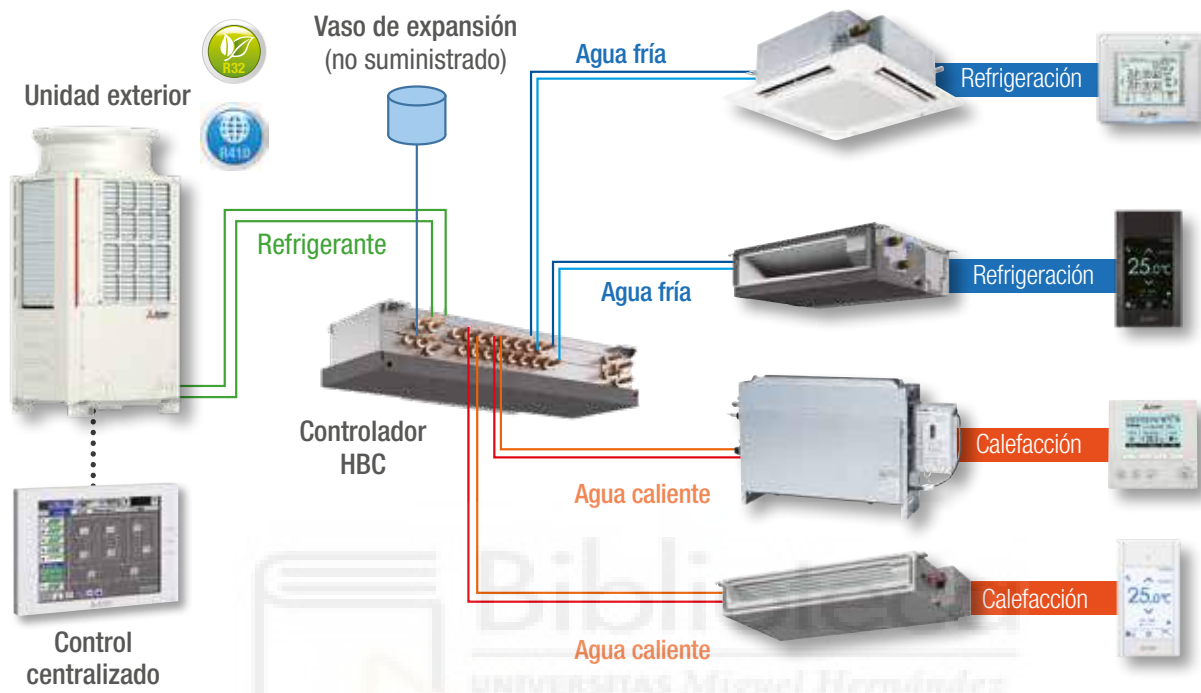 Vaso de expansión
(no suministrado)
R32
Unidad exterior
R410
Agua fría
Refrigeración
Refrigerante
Agua fría
Refrigeración
25.0℃
Controlador
HBC
Agua caliente
Calefacción
Control
centralizado
Agua caliente
Calefacción
25.0℃
Biblioteca
UNIVERSITAS Miguel Hernández